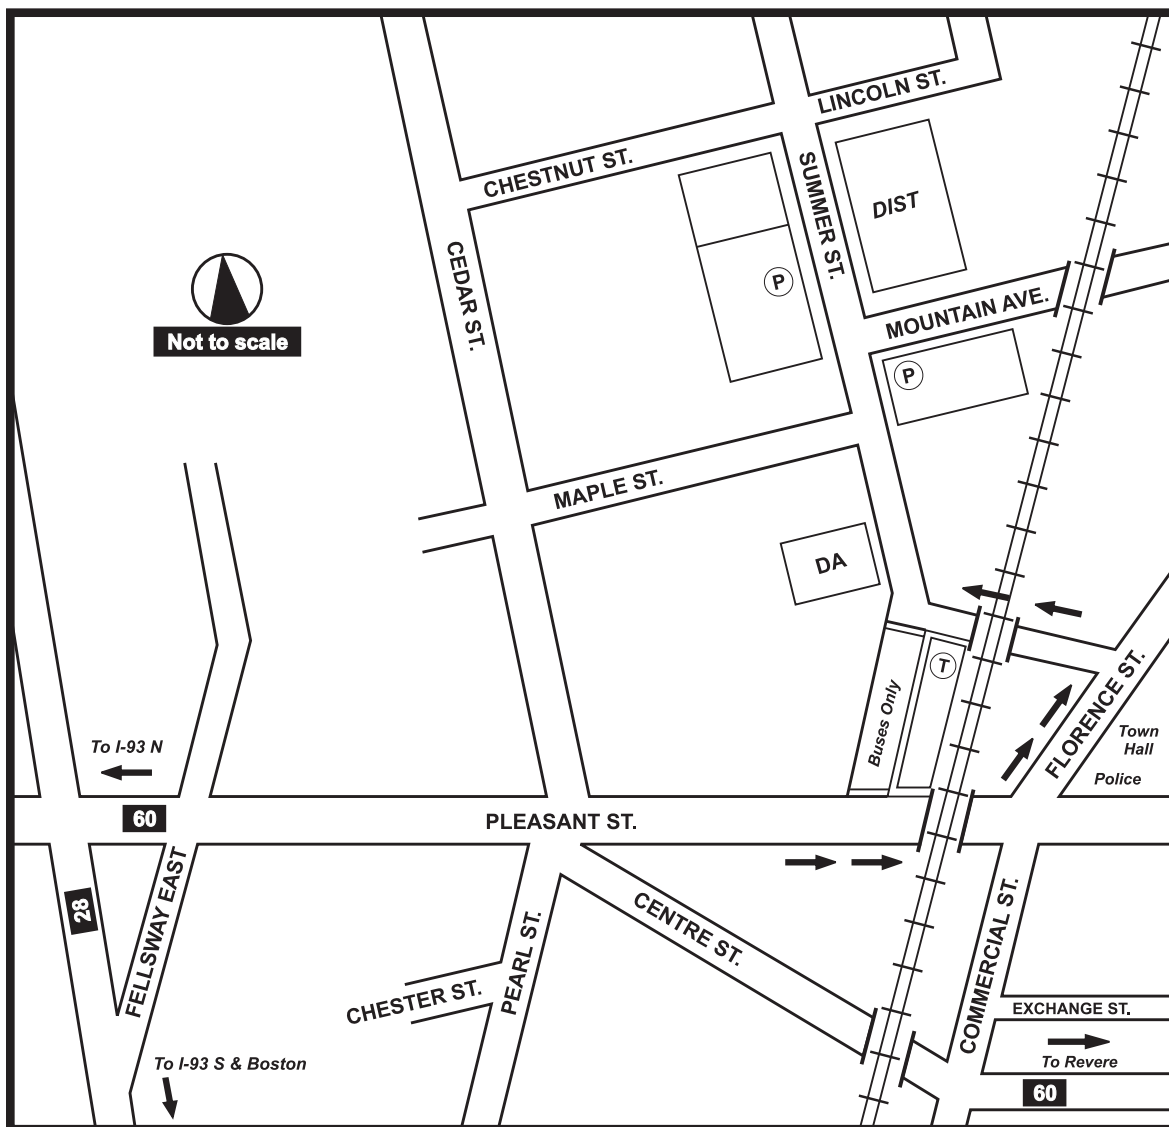 LINCOLN ST.
CHESTNUT ST.
SUMMER ST.
DIST
CEDAR ST.
P
MOUNTAIN AVE.
Not to scale
P
MAPLE ST.
DA
T
FLORENCE ST.
Buses Only
Town
Hall
To I-93 N
Police
60
PLEASANT ST.
28
FELLSWAY EAST
CENTRE ST.
PEARL ST.
COMMERCIAL ST.
CHESTER ST.
EXCHANGE ST.
To I-93 S & Boston
To Revere
60